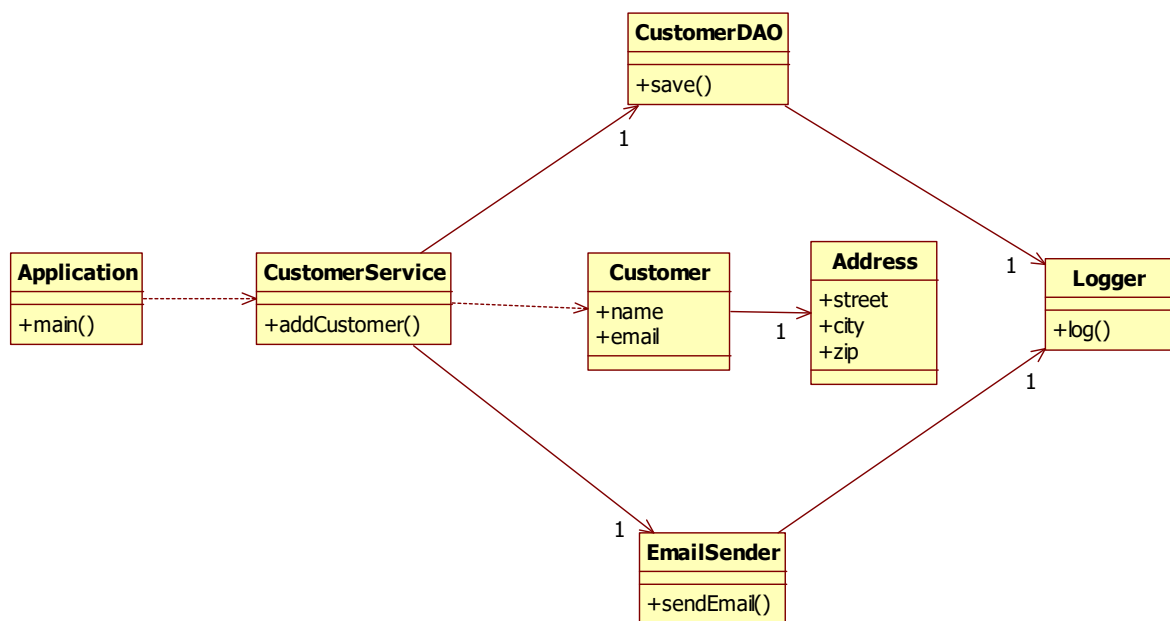 CustomerDAO
+save()
1
Application
+main()
CustomerService
+addCustomer()
Customer
+name
+email
1
Address
+street
+city
+zip
1
Logger
+log()
1
1
EmailSender
+sendEmail()